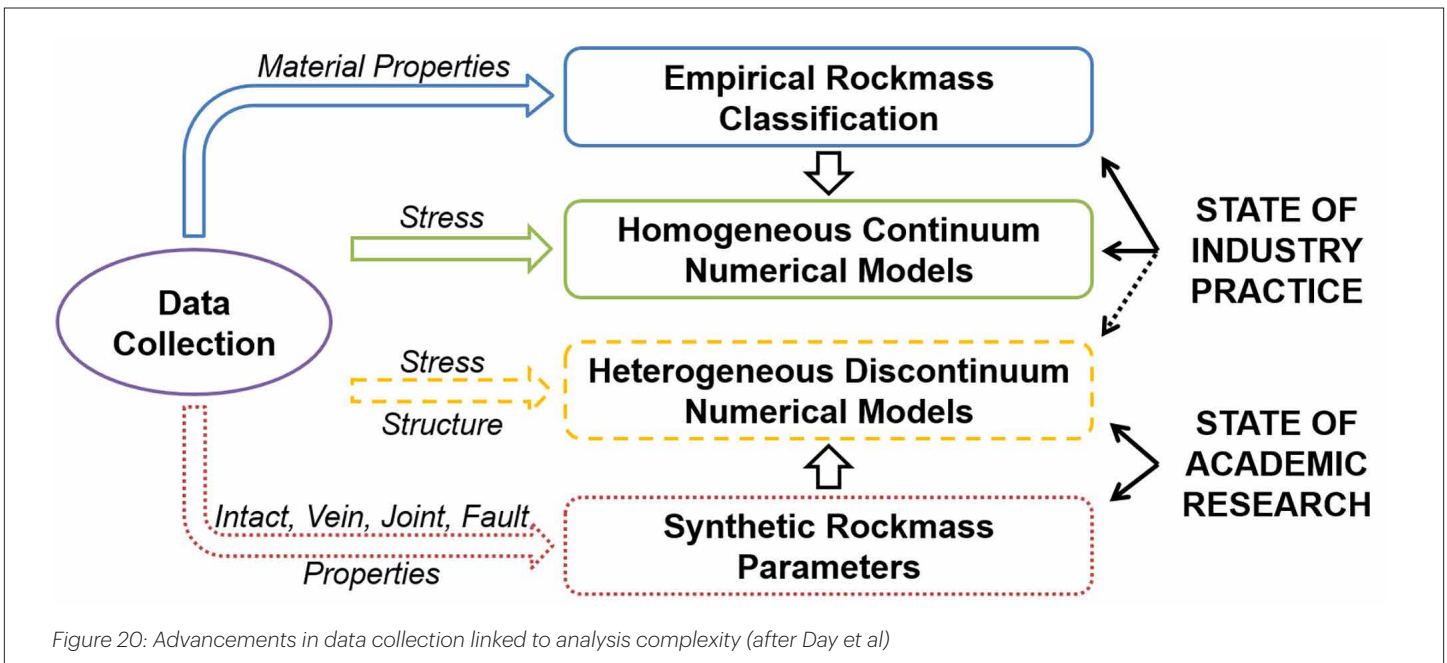 Material Properties
Empirical Rockmass
Classification
Stress
Homogeneous Continuum
Numerical Models
STATE OF
INDUSTRY
PRACTICE
Data
Collection
Stress
Structure
Heterogeneous Discontinuum
Numerical Models
STATE OF
ACADEMIC
RESEARCH
Intact, Vein, Joint, Fault
Properties
Synthetic Rockmass
Parameters
Figure 20: Advancements in data collection linked to analysis complexity (after Day et al)